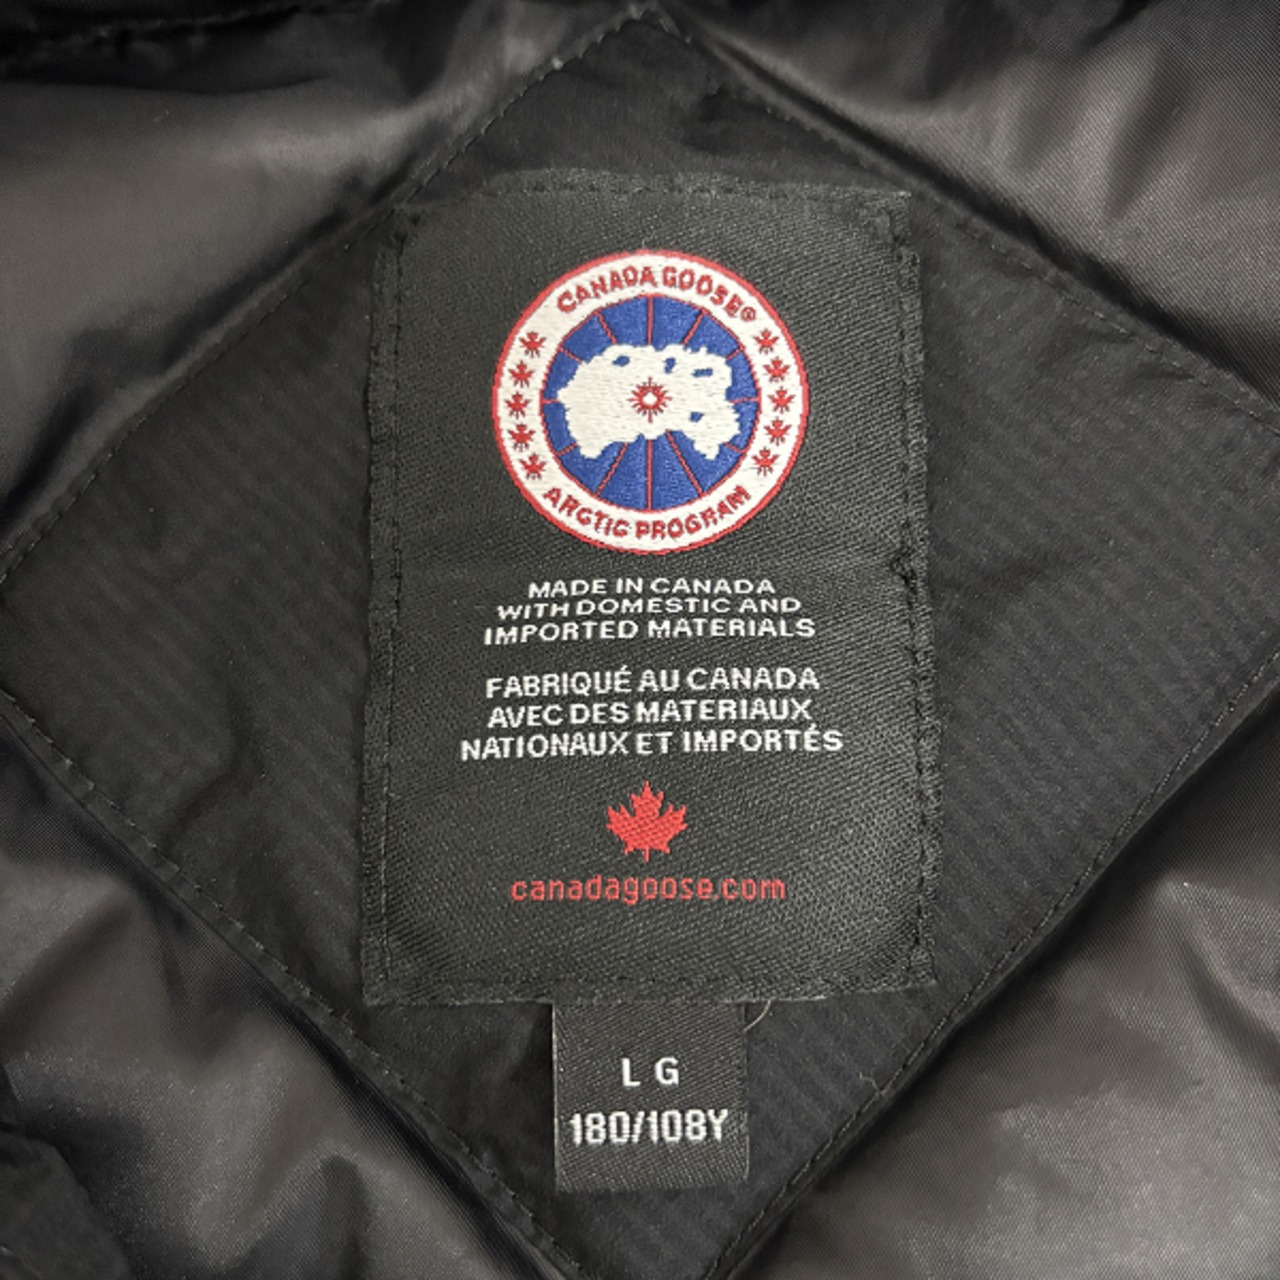 CANADA GOOSE®
ARCTIC PROGRAM
MADE IN CANADA
WITH DOMESTIC AND
IMPORTED MATERIALS
FABRIQUÉ AU CANADA
AVEC DES MATERIAUX
NATIONAUX ET IMPORTÉS
canadagoose.com
L G
180/108Y